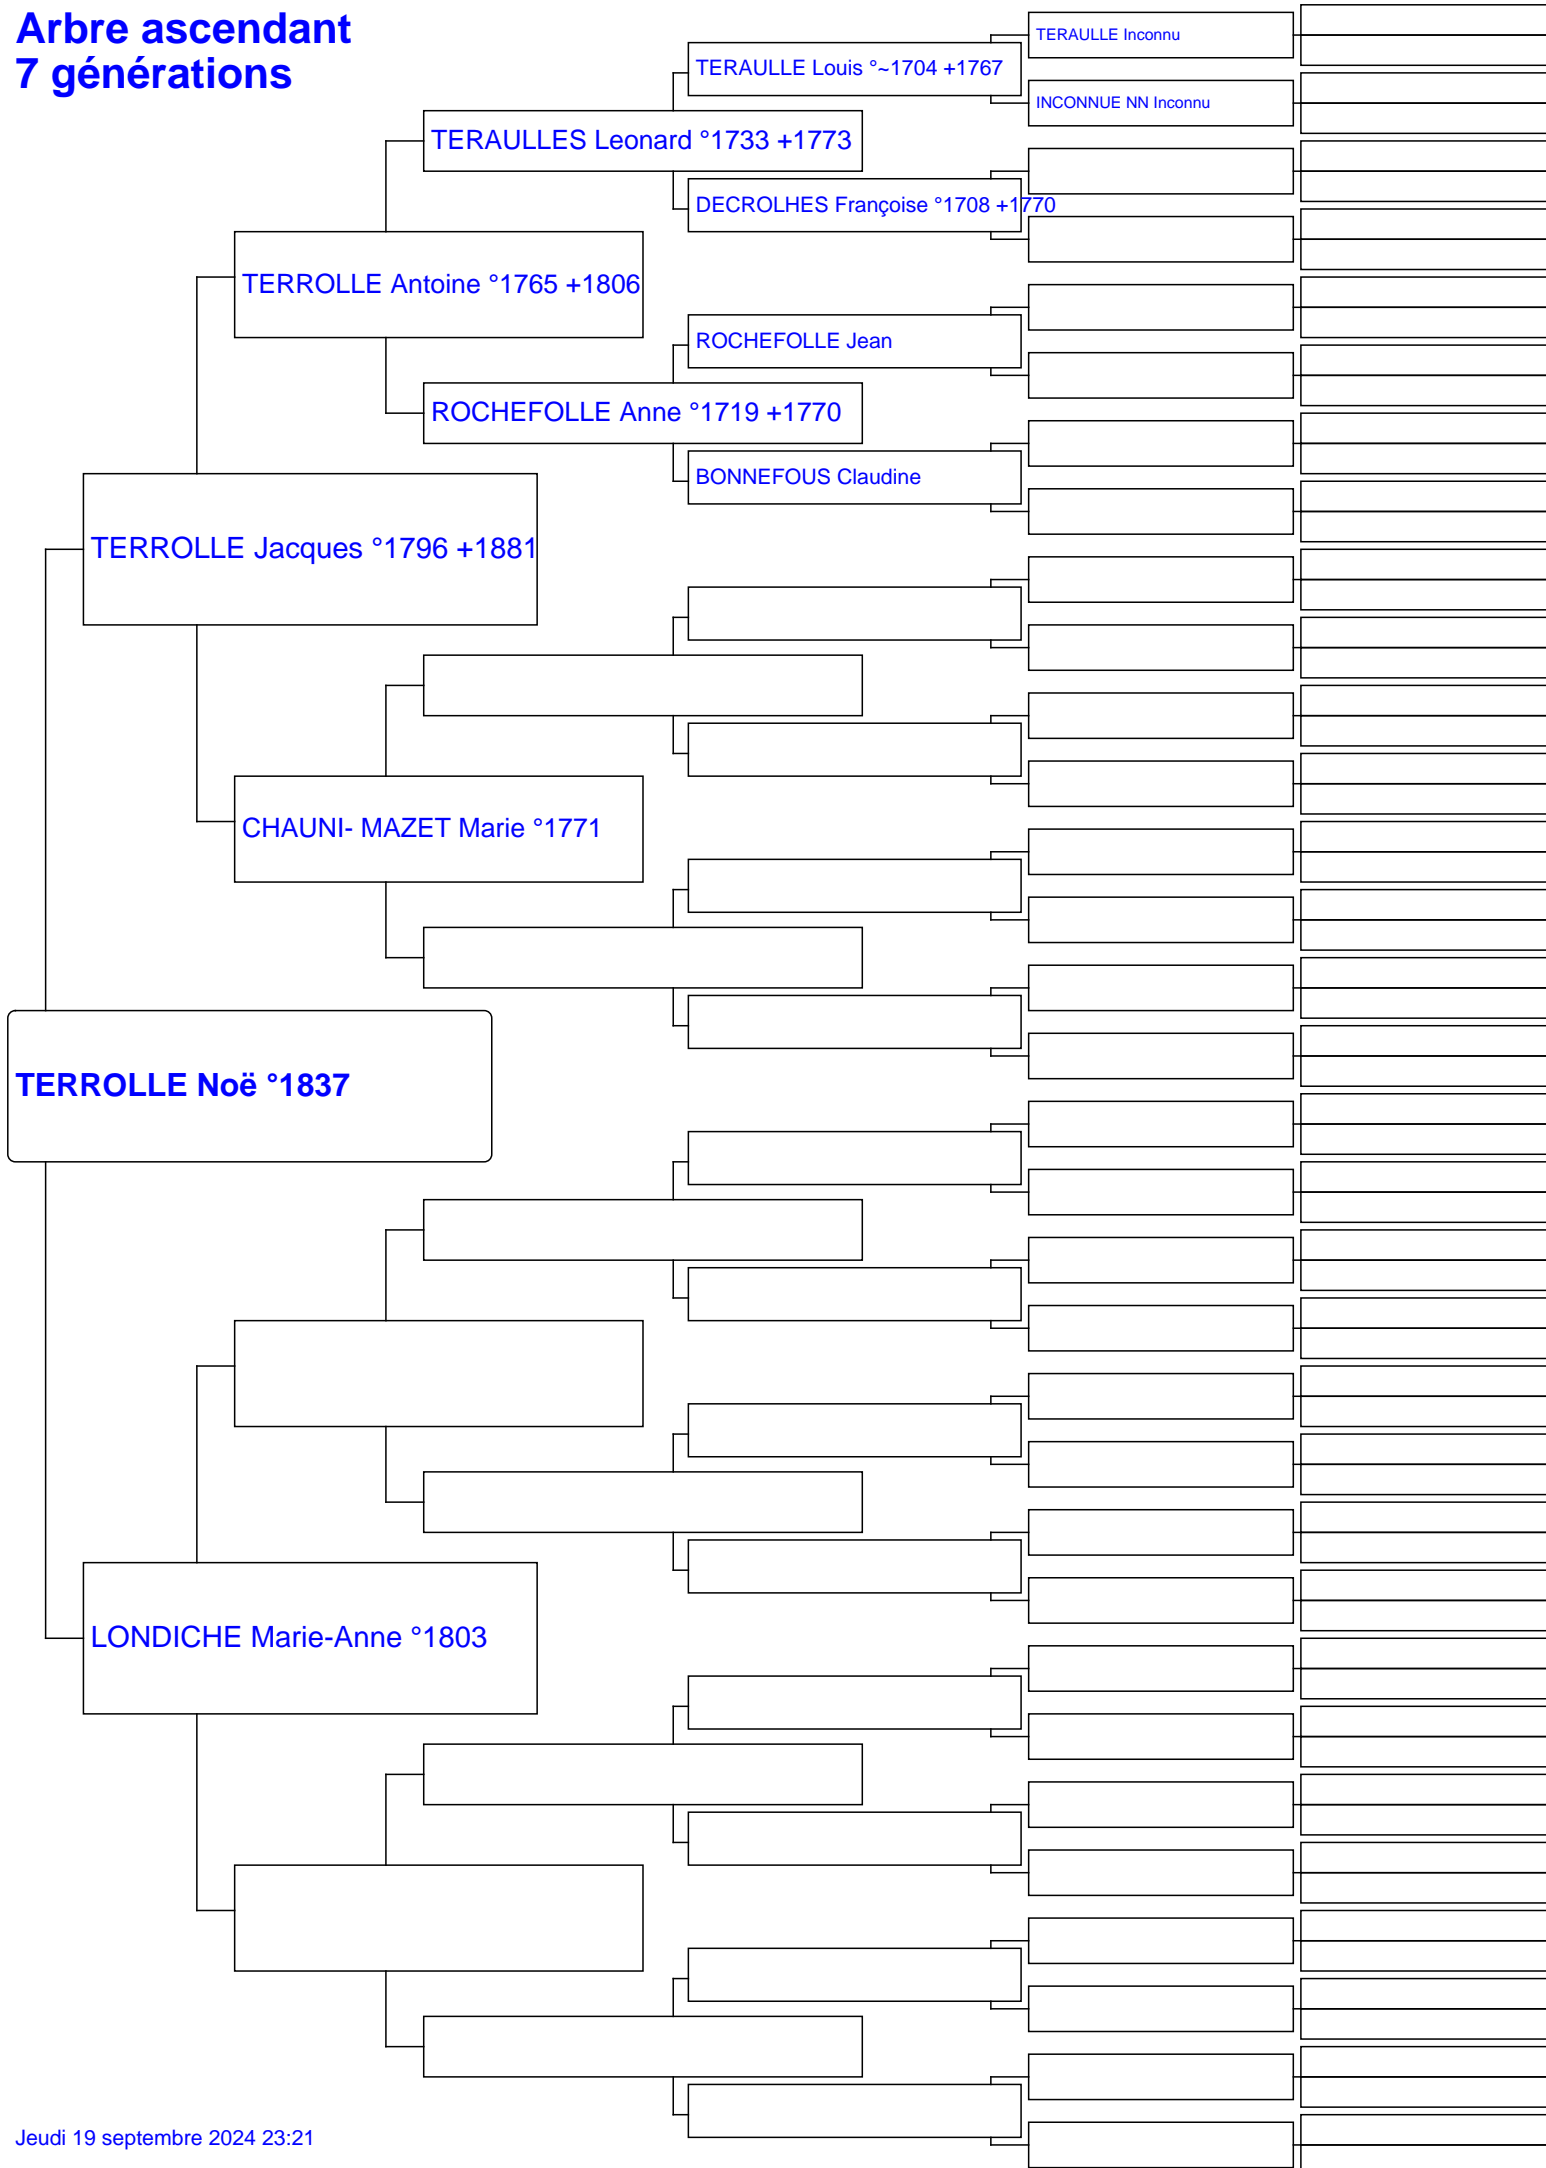 Arbre ascendant
7 générations
TERAULLE Inconnu
TERAULLE Louis °~1704 +1767
INCONNUE NN Inconnu
TERAULLES Leonard °1733 +1773
DECROLHES Françoise °1708 +1770
TERROLLE Antoine °1765 +1806
ROCHEFOLLE Jean
ROCHEFOLLE Anne °1719 +1770
BONNEFOUS Claudine
TERROLLE Jacques °1796 +1881
CHAUNI- MAZET Marie °1771
TERROLLE Noë °1837
LONDICHE Marie-Anne °1803
Jeudi 19 septembre 2024 23:21